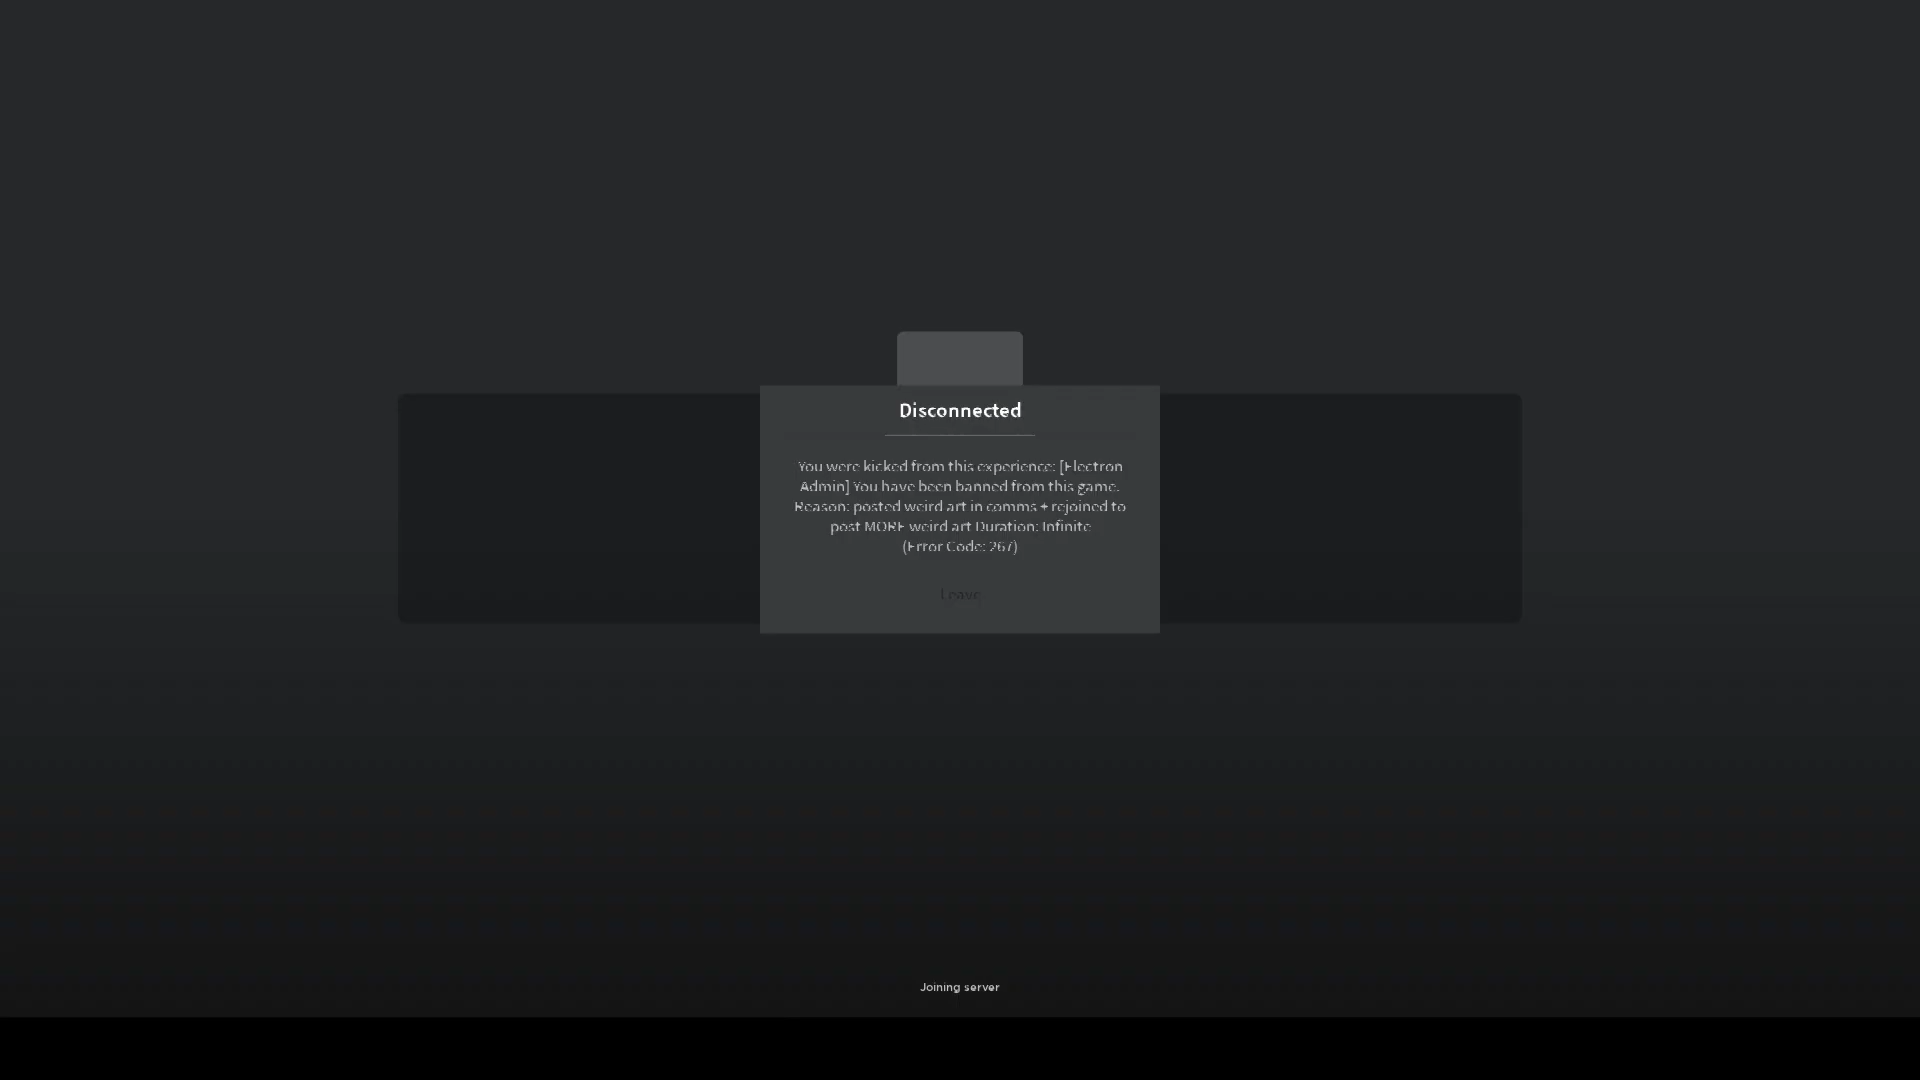 Disconnected
You were kicked from this experience: [Electron
Admin] You have been banned from this game.
Reason: posted weird art in comms + rejoined to
post MORE weird art Duration: Infinite
(Error Code: 267)
Leave
Joining server